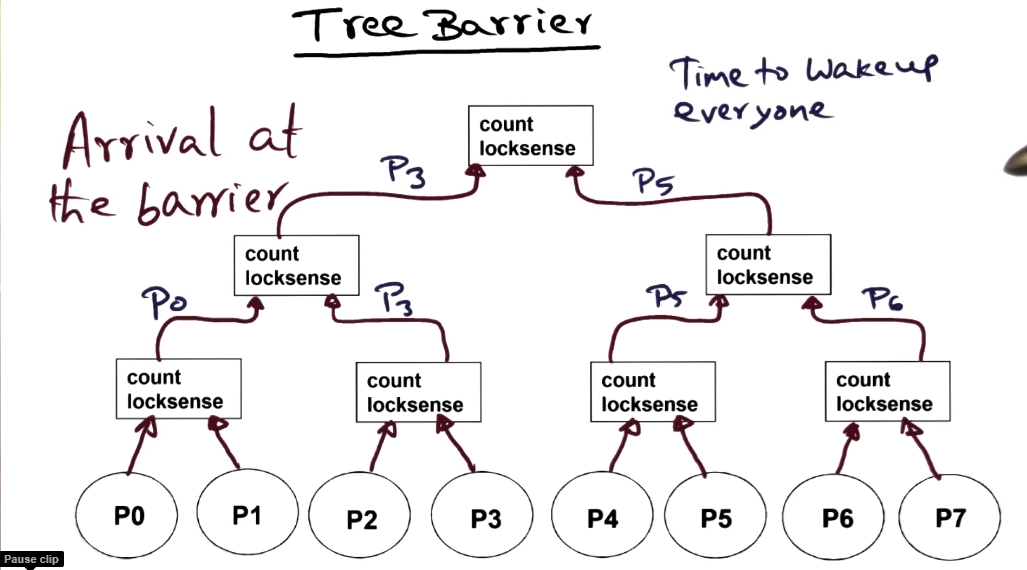 Tree Barrier
Time to wakeup
everyone
Arrival at
the barrier
count
locksense
P3
P5
count
locksense
count
locksense
P0
P3
P5
P6
count
locksense
count
locksense
count
locksense
count
locksense
P0
P1
P2
P3
P4
P5
P6
P7
Pause clip